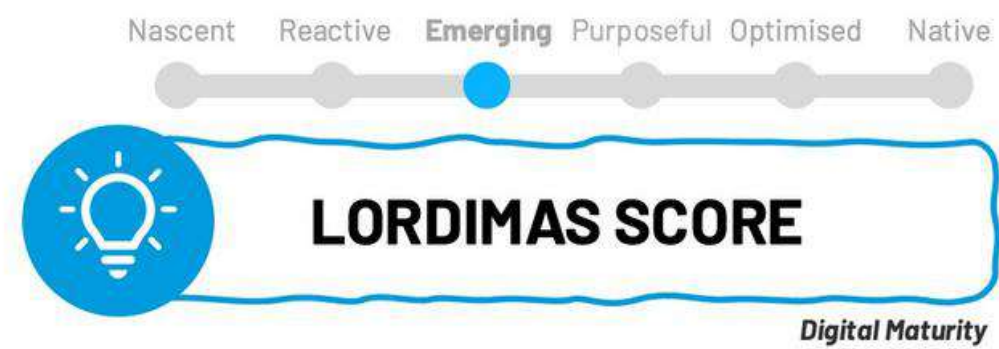 Nascent Reactive Emerging Purposeful Optimised Native
LORDIMAS SCORE
Digital Maturity